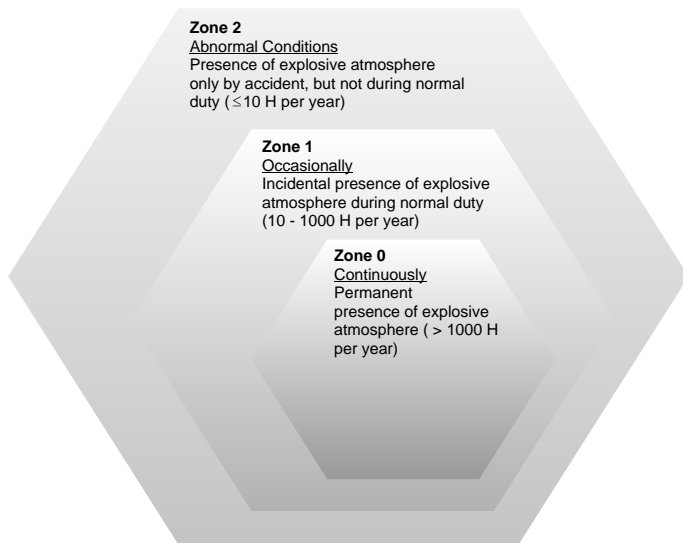 Zone 2
Abnormal Conditions
Presence of explosive atmosphere
only by accident, but not during normal
duty (≤10 H per year)
Zone 1
Occasionally
Incidental presence of explosive
atmosphere during normal duty
(10 - 1000 H per year)
Zone 0
Continuously
Permanent
presence of explosive
atmosphere ( > 1000 H
per year)